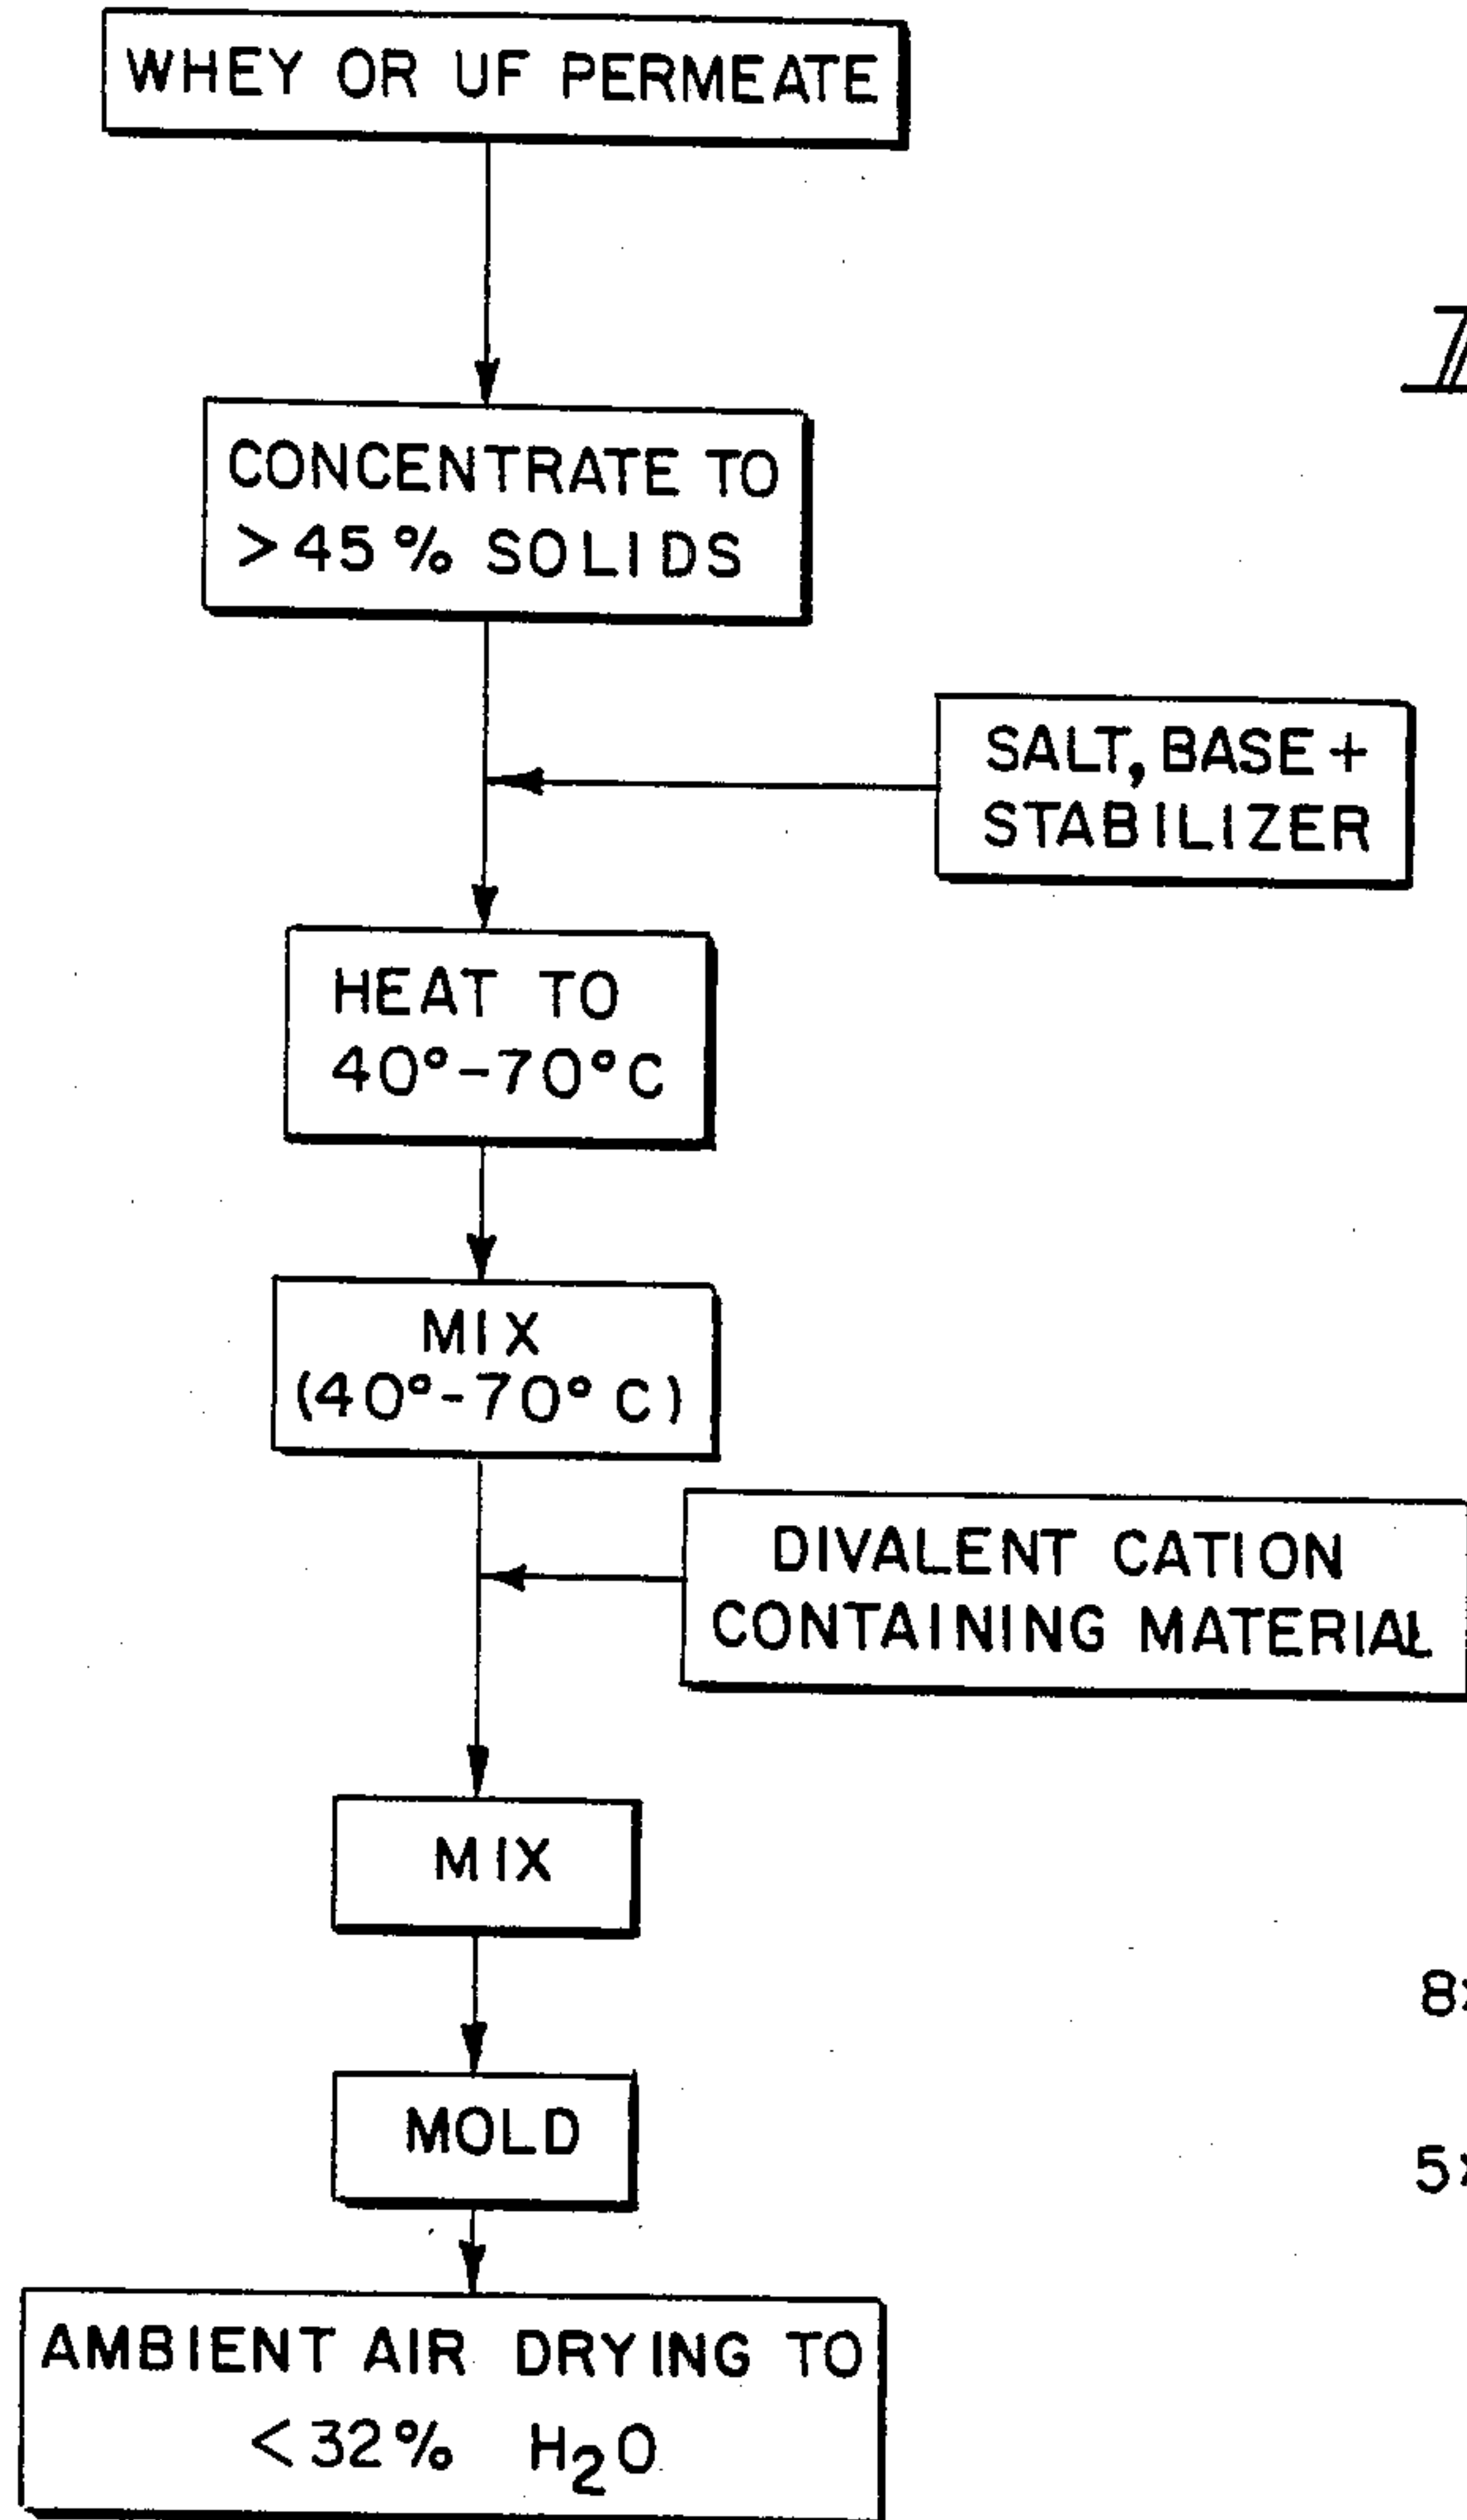 WHEY OR UF PERMEATE
CONCENTRATE TO
>45% SOLIDS
SALT, BASE +
STABILIZER
HEAT TO
40°-70°C
MIX
(40°-70°C)
DIVALENT CATION
CONTAINING MATERIAL
MIX
MOLD
AMBIENT AIR DRYING TO
<32% H₂O